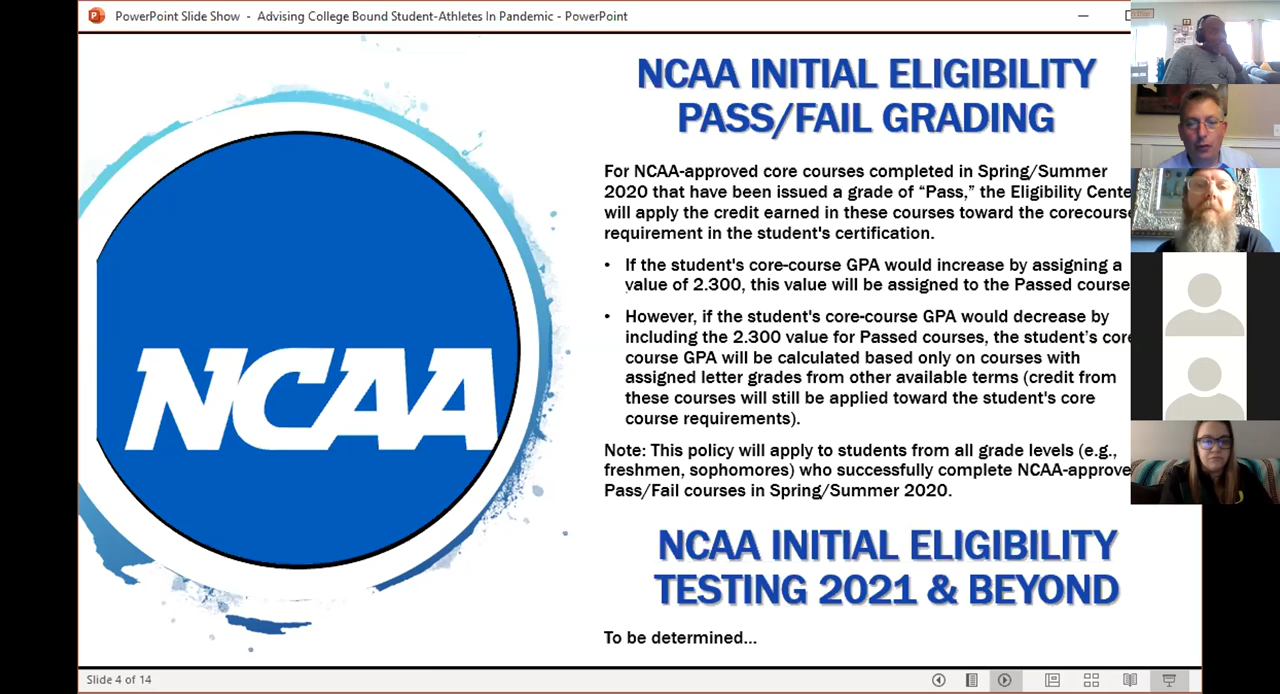 PowerPoint Slide Show - Advising College Bound Student-Athletes In Pandemic - PowerPoint
NCAA INITIAL ELIGIBILITY
PASS/FAIL GRADING
For NCAA-approved core courses completed in Spring/Summer
2020 that have been issued a grade of “Pass,” the Eligibility Cente
will apply the credit earned in these courses toward the corecourse
requirement in the student's certification.
• If the student's core-course GPA would increase by assigning a
value of 2.300, this value will be assigned to the Passed course
• However, if the student's core-course GPA would decrease by
including the 2.300 value for Passed courses, the student’s core
course GPA will be calculated based only on courses with
assigned letter grades from other available terms (credit from
these courses will still be applied toward the student's core
course requirements).
Note: This policy will apply to students from all grade levels (e.g.,
freshmen, sophomores) who successfully complete NCAA-approve
Pass/Fail courses in Spring/Summer 2020.
NCAA
NCAA INITIAL ELIGIBILITY
TESTING 2021 & BEYOND
To be determined...
Slide 4 of 14